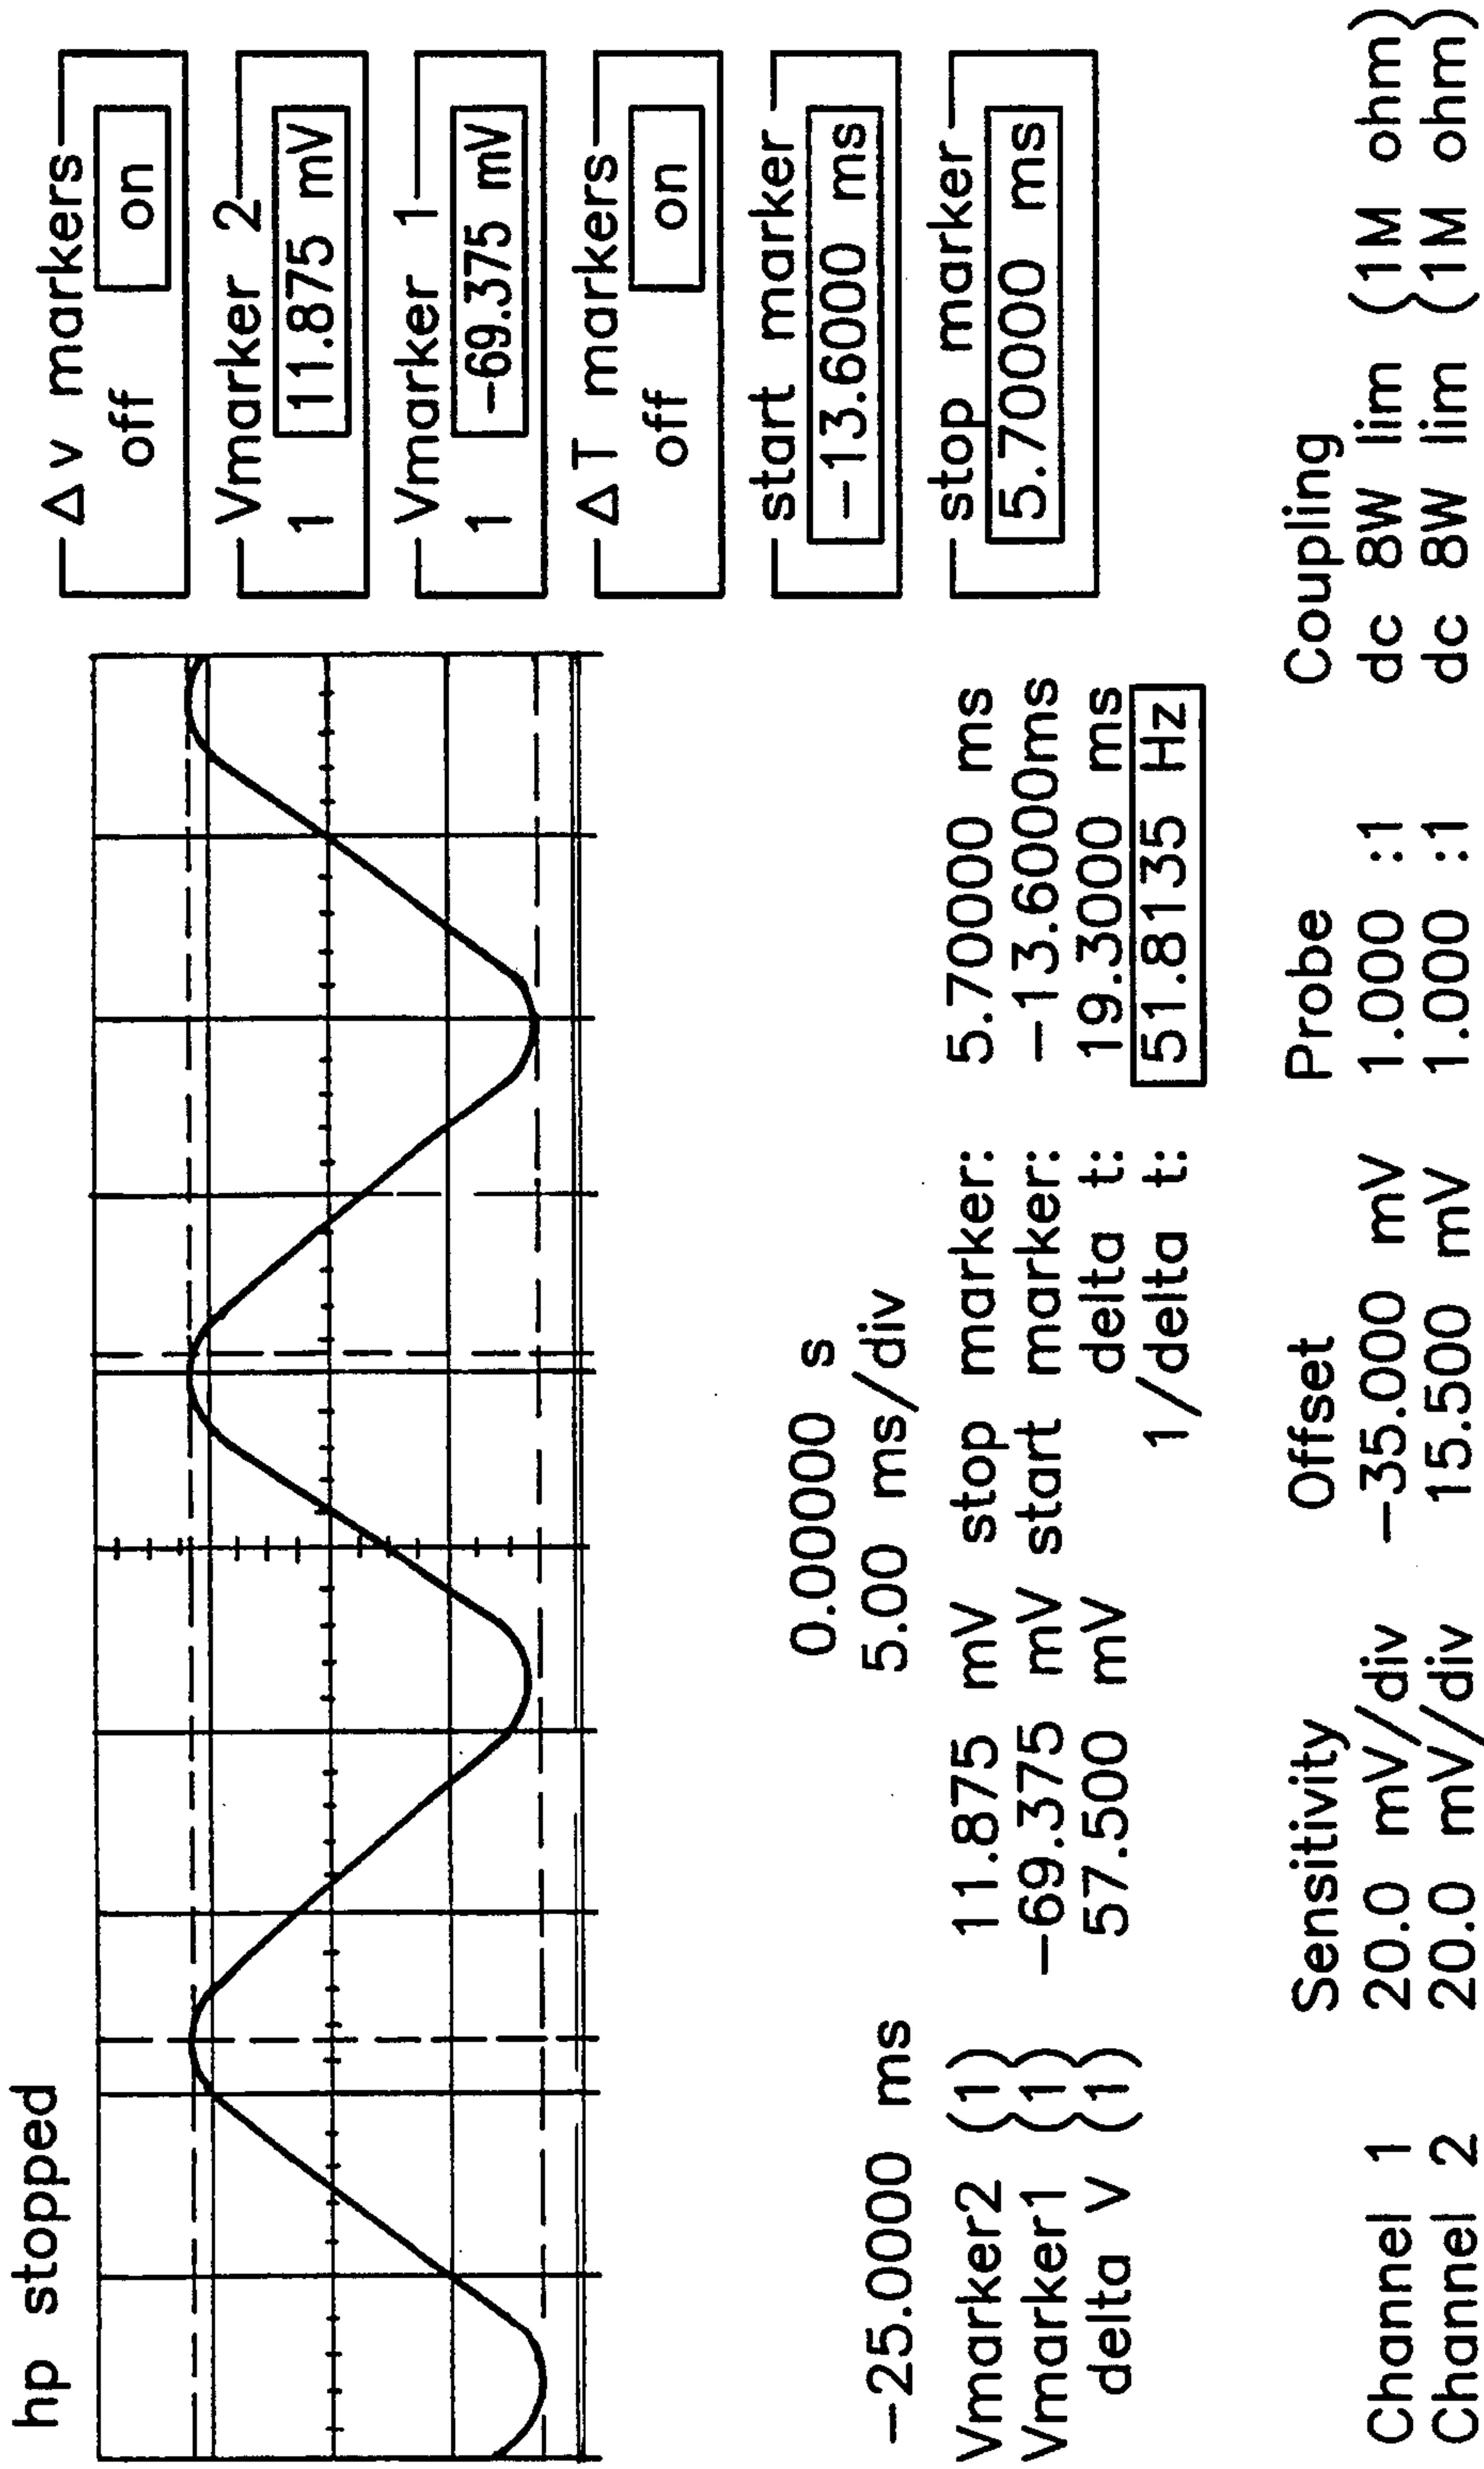 hp stopped
Δ v markers
off on
Vmarker 2
1 11.875 mV
Vmarker 1
1 -69.375 mV
Δ T markers
off on
start marker
-13.6000 ms
stop marker
5.70000 ms
-25.0000 ms 0.00000 s
5.00 ms/div
Vmarker2 (1) 11.875 mV stop marker: 5.70000 ms
Vmarker1 (1) -69.375 mV start marker: -13.6000ms
delta V (1) 57.500 mV delta t: 19.3000 ms
1/delta t: 51.8135 Hz
Sensitivity Offset Probe Coupling
Channel 1 20.0 mV/div -35.000 mV 1.000 :1 dc 8W lim (1M ohm)
Channel 2 20.0 mV/div 15.500 mV 1.000 :1 dc 8W lim (1M ohm)